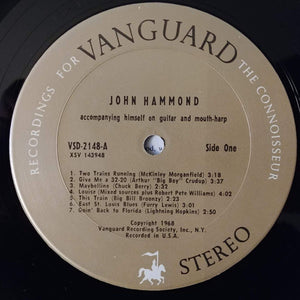 RECORDINGS FOR THE CONNOISSEUR
VANGUARD
JOHN HAMMOND
accompanying himself on guitar and mouth-harp
VSD-2148-A
Side One
XSV 143948
1. Two Trains Running (McKinley Morganfield) 3:18
2. Give Me a 32-20 (Arthur "Big Boy" Crudup) 3:37
3. Maybelline (Chuck Berry) 2:33
4. Louise (Mixed sources plus Robert Pete Williams) 4:02
5. This Train (Big Bill Broonzy) 2:23
6. East St. Louis Blues (Furry Lewis) 3:05
7. Goin' Back to Florida (Lightning Hopkins) 2:50
Copyright 1968
Vanguard Recording Society, Inc., N.Y.
Recorded in U.S.A.
STEREO